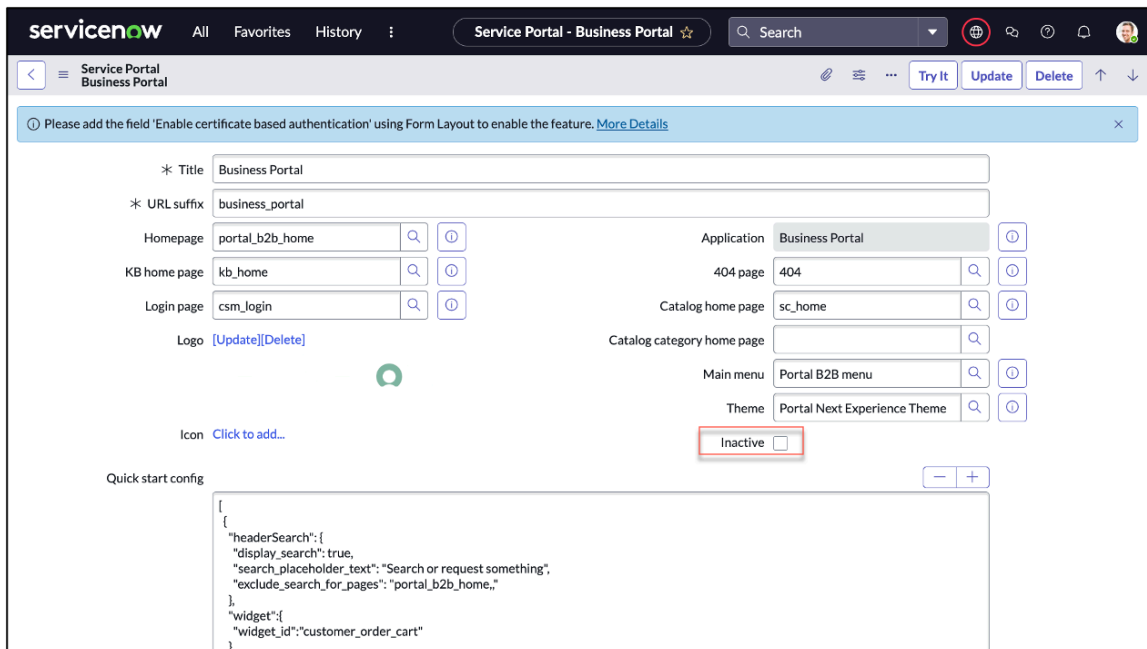 servicenow All Favorites History Service Portal - Business Portal Search
Service Portal
Business Portal
Try It Update Delete
Please add the field 'Enable certificate based authentication' using Form Layout to enable the feature. More Details
Title Business Portal
URL suffix business_portal
Homepage portal_b2b_home Application Business Portal
KB home page kb_home 404 page 404
Login page csm_login Catalog home page sc_home
Logo [Update][Delete] Catalog category home page
Main menu Portal B2B menu
Theme Portal Next Experience Theme
Icon Click to add...
Inactive
Quick start config
[
{
"headerSearch": {
"display_search": true,
"search_placeholder_text": "Search or request something",
"exclude_search_for_pages": "portal_b2b_home,,"
},
"widget":{
"widget_id":"customer_order_cart"
}